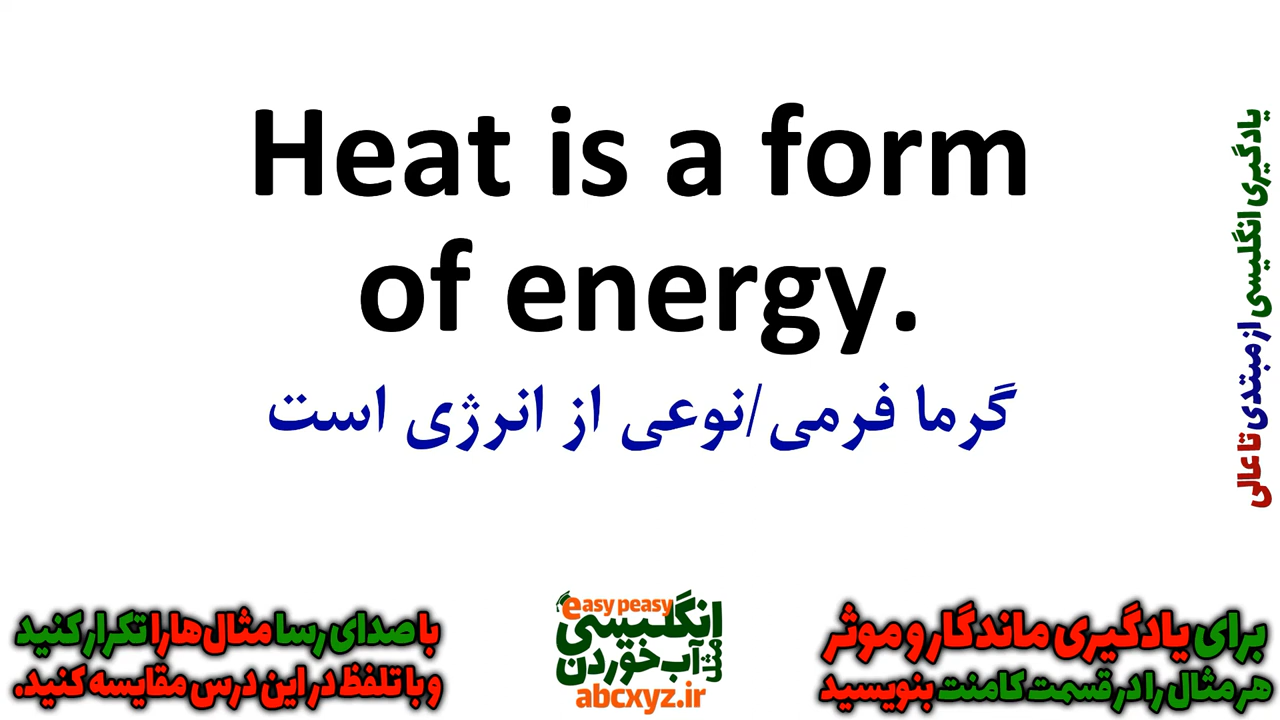 Heat is a form
of energy.
گرما فرمی/نوعی از انرژی است
یادگیری انگلیسی از مبتدی تا عالی
برای یادگیری ماندگار و موثر
هر مثال را در قسمت کامنت بنویسید
easy peasy
انگلیسی
مثل
آب خوردن
abcxyz.ir
با صدای رسا مثال‌ها را تکرار کنید
و با تلفظ در این درس مقایسه کنید.